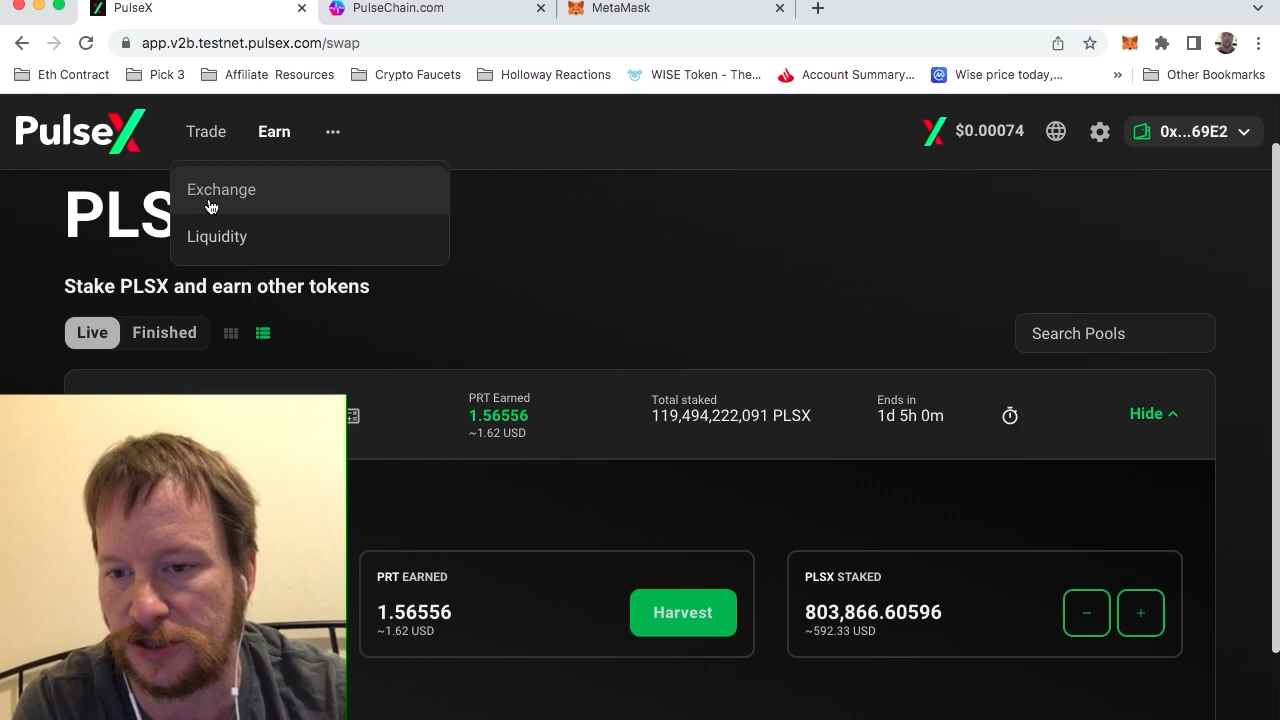 PulseX
PulseChain.com
MetaMask
app.v2b.testnet.pulsex.com/swap
Eth Contract
Pick 3
Affiliate Resources
Crypto Faucets
Holloway Reactions
WISE Token - The...
Account Summary...
Wise price today,...
»
Other Bookmarks
PulseX
Trade
Earn
$0.00074
0x...69E2
Exchange
Liquidity
PLS
Stake PLSX and earn other tokens
Live
Finished
Search Pools
PRT Earned
1.56556
~1.62 USD
Total staked
119,494,222,091 PLSX
Ends in
1d 5h 0m
Hide
PRT EARNED
1.56556
~1.62 USD
Harvest
PLSX STAKED
803,866.60596
~592.33 USD